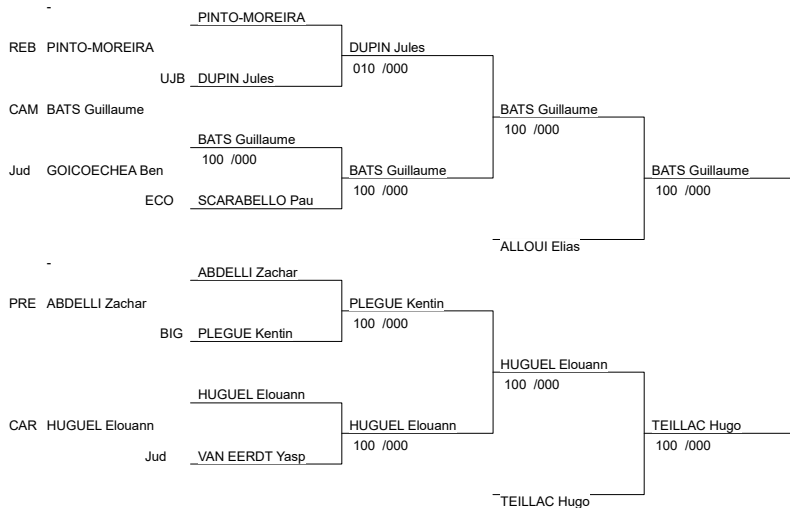 -
PINTO-MOREIRA
REB PINTO-MOREIRA
DUPIN Jules
010 /000
UJB DUPIN Jules
CAM BATS Guillaume
BATS Guillaume
100 /000
BATS Guillaume
100 /000
Jud GOICOECHEA Ben
BATS Guillaume
100 /000
BATS Guillaume
100 /000
ECO SCARABELLO Pau
ALLOUI Elias
-
ABDELLI Zachar
PRE ABDELLI Zachar
PLEGUE Kentin
100 /000
BIG PLEGUE Kentin
HUGUEL Elouann
100 /000
HUGUEL Elouann
CAR HUGUEL Elouann
HUGUEL Elouann
100 /000
TEILLAC Hugo
100 /000
Jud VAN EERDT Yasp
TEILLAC Hugo